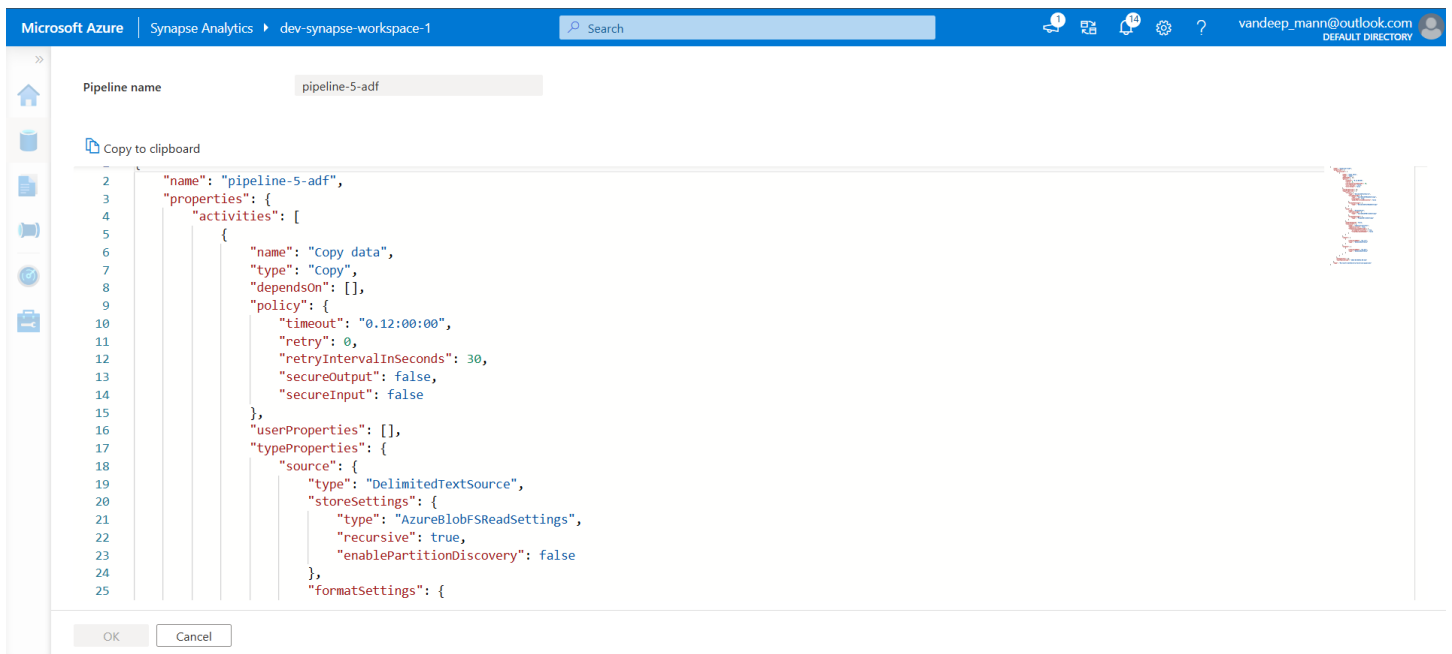 Microsoft Azure | Synapse Analytics ▸ dev-synapse-workspace-1 Search 1 14 ? vandeep_mann@outlook.com
DEFAULT DIRECTORY
»
Pipeline name pipeline-5-adf
Copy to clipboard
2 "name": "pipeline-5-adf",
3 "properties": {
4 "activities": [
5 {
6 "name": "Copy data",
7 "type": "Copy",
8 "dependsOn": [],
9 "policy": {
10 "timeout": "0.12:00:00",
11 "retry": 0,
12 "retryIntervalInSeconds": 30,
13 "secureOutput": false,
14 "secureInput": false
15 },
16 "userProperties": [],
17 "typeProperties": {
18 "source": {
19 "type": "DelimitedTextSource",
20 "storeSettings": {
21 "type": "AzureBlobFSReadSettings",
22 "recursive": true,
23 "enablePartitionDiscovery": false
24 },
25 "formatSettings": {
OK Cancel